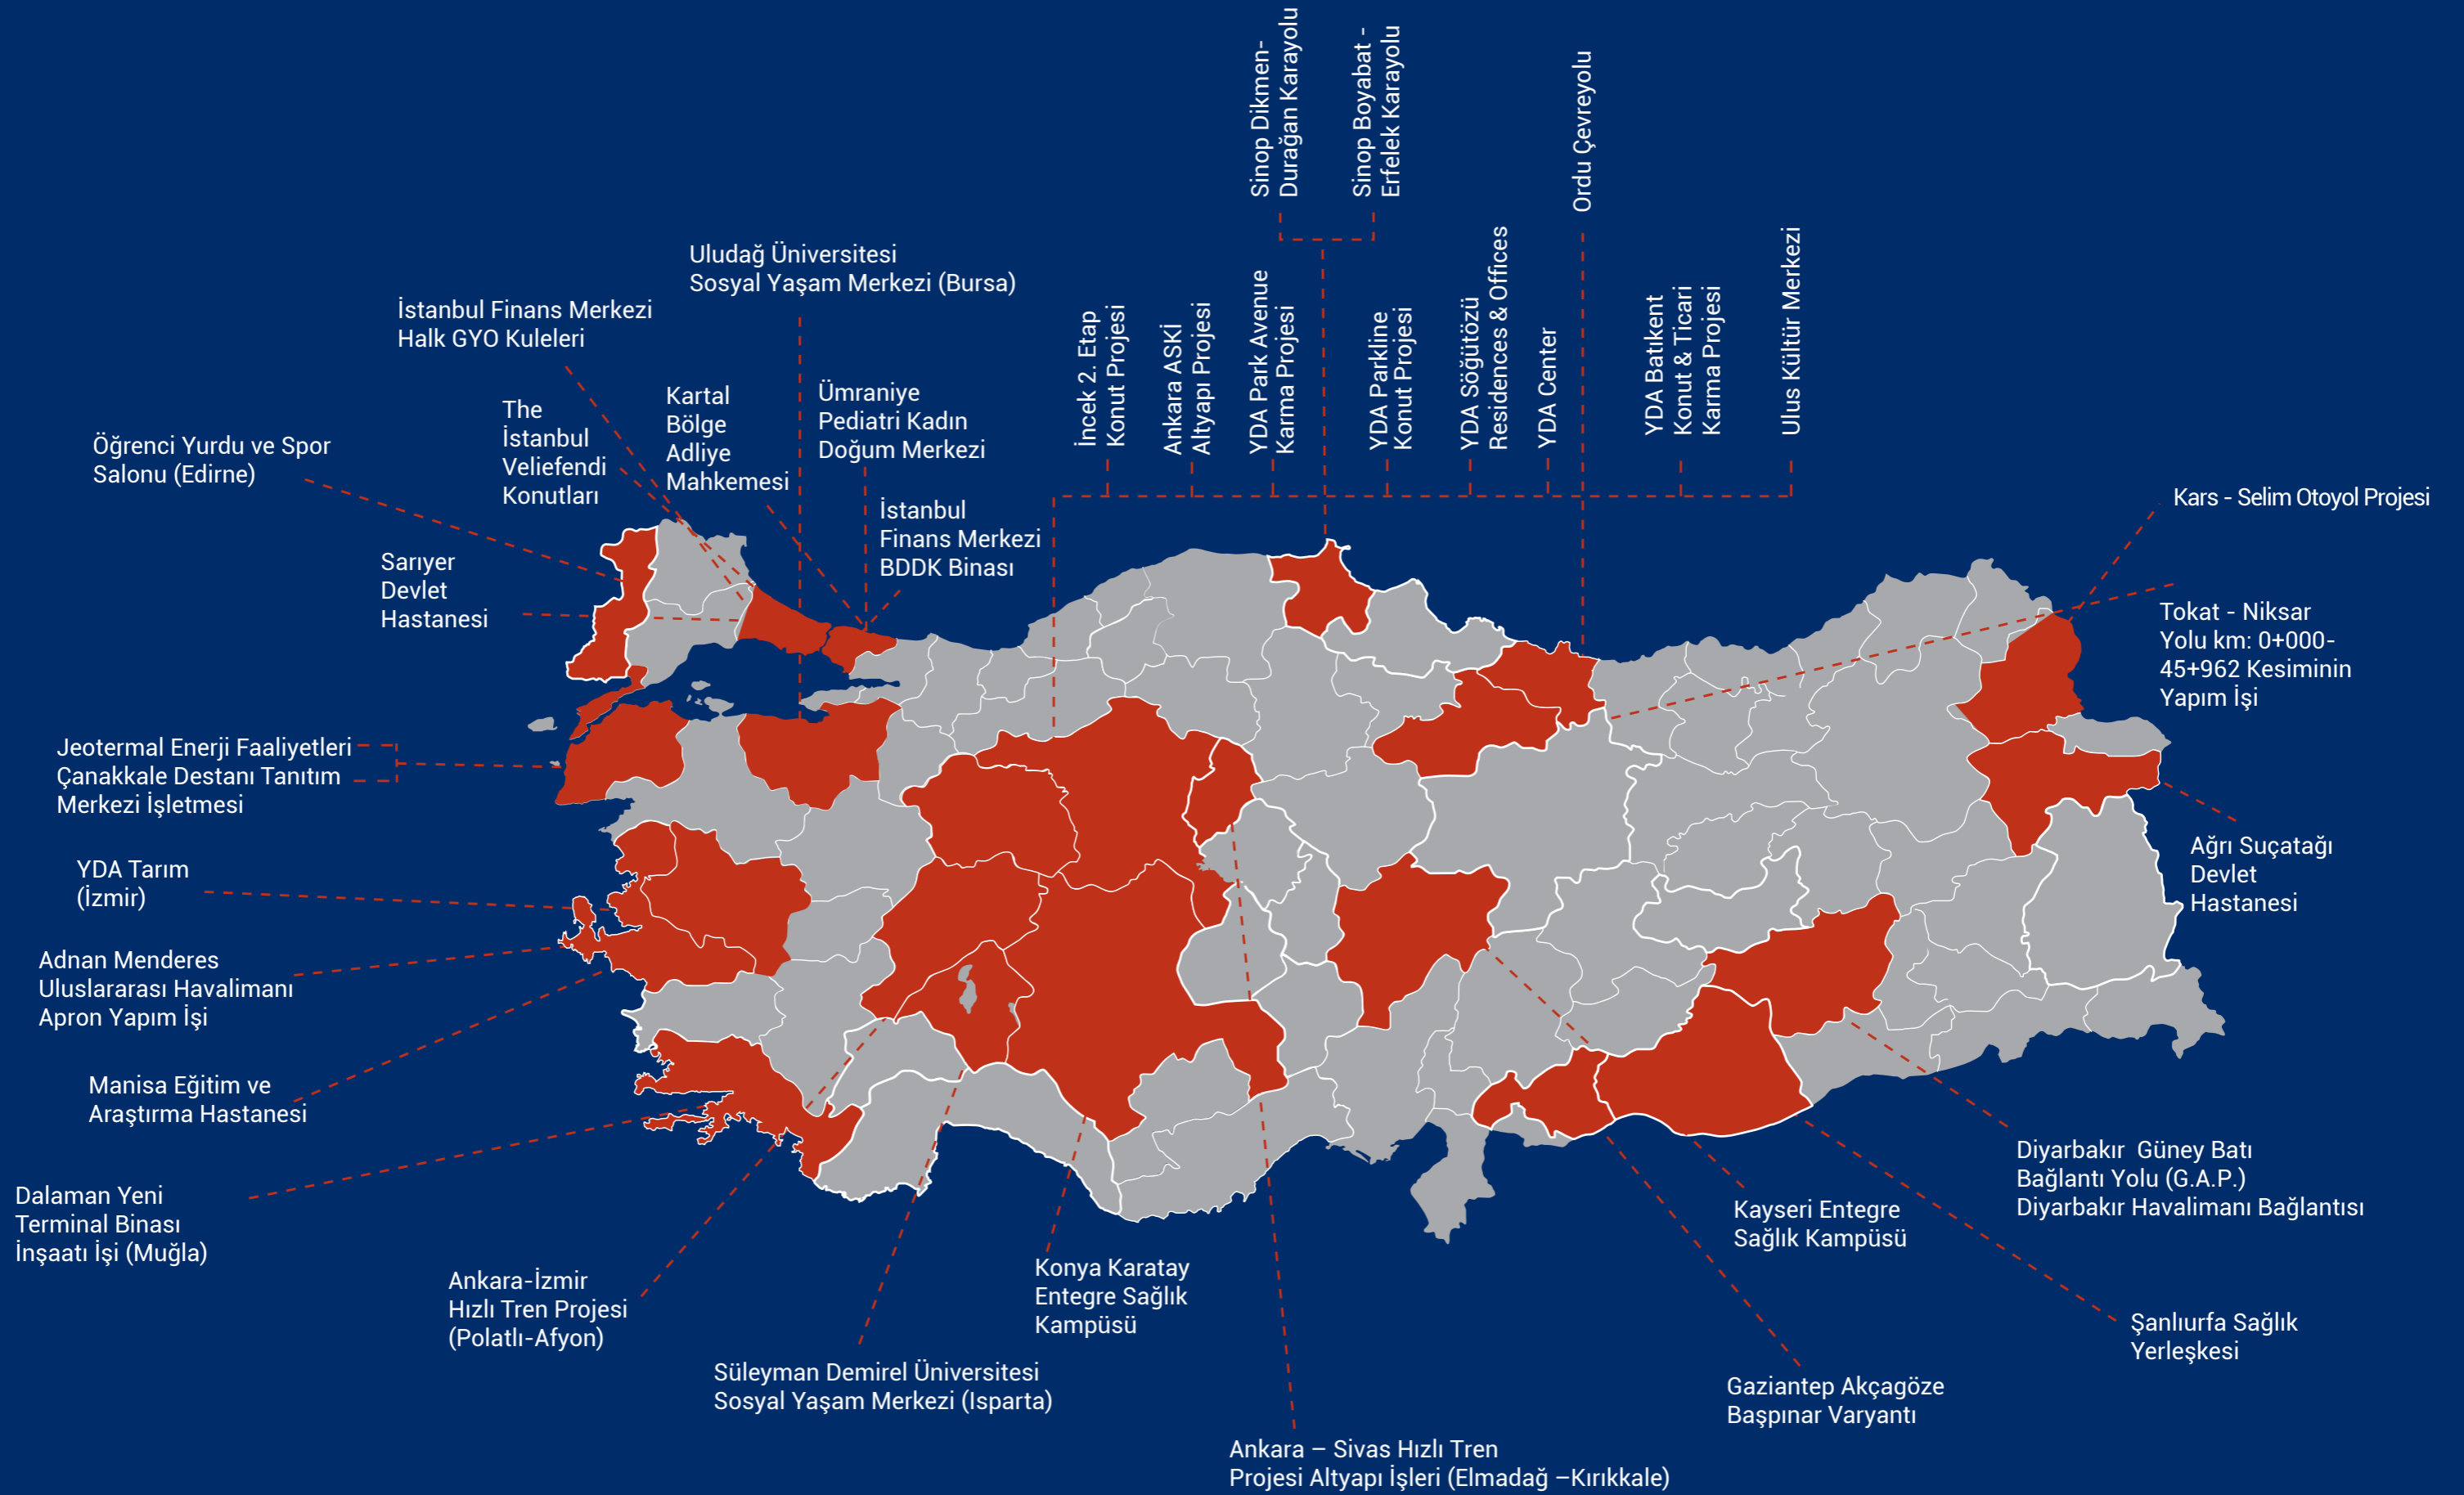 Sinop Dikmen-
Durağan Karayolu
Sinop Boyabat -
Erfelek Karayolu
Ordu Çevreyolu
Uludağ Üniversitesi
Sosyal Yaşam Merkezi (Bursa)
İstanbul Finans Merkezi
Halk GYO Kuleleri
The
İstanbul
Veliefendi
Konutları
Kartal
Bölge
Adliye
Mahkemesi
Ümraniye
Pediatri Kadın
Doğum Merkezi
İstanbul
Finans Merkezi
BDDK Binası
İncek 2. Etap
Konut Projesi
Ankara ASKİ
Altyapı Projesi
YDA Park Avenue
Karma Projesi
YDA Parkline
Konut Projesi
YDA Söğütözü
Residences & Offices
YDA Center
YDA Batıkent
Konut & Ticari
Karma Projesi
Ulus Kültür Merkezi
Öğrenci Yurdu ve Spor
Salonu (Edirne)
Sarıyer
Devlet
Hastanesi
Kars - Selim Otoyol Projesi
Tokat - Niksar
Yolu km: 0+000-
45+962 Kesiminin
Yapım İşi
Jeotermal Enerji Faaliyetleri
Çanakkale Destanı Tanıtım
Merkezi İşletmesi
YDA Tarım
(İzmir)
Ağrı Suçatağı
Devlet
Hastanesi
Adnan Menderes
Uluslararası Havalimanı
Apron Yapım İşi
Manisa Eğitim ve
Araştırma Hastanesi
Dalaman Yeni
Terminal Binası
İnşaatı İşi (Muğla)
Ankara-İzmir
Hızlı Tren Projesi
(Polatlı-Afyon)
Süleyman Demirel Üniversitesi
Sosyal Yaşam Merkezi (Isparta)
Konya Karatay
Entegre Sağlık
Kampüsü
Ankara – Sivas Hızlı Tren
Projesi Altyapı İşleri (Elmadağ –Kırıkkale)
Kayseri Entegre
Sağlık Kampüsü
Diyarbakır  Güney Batı
Bağlantı Yolu (G.A.P.)
Diyarbakır Havalimanı Bağlantısı
Şanlıurfa Sağlık
Yerleşkesi
Gaziantep Akçagöze
Başpınar Varyantı